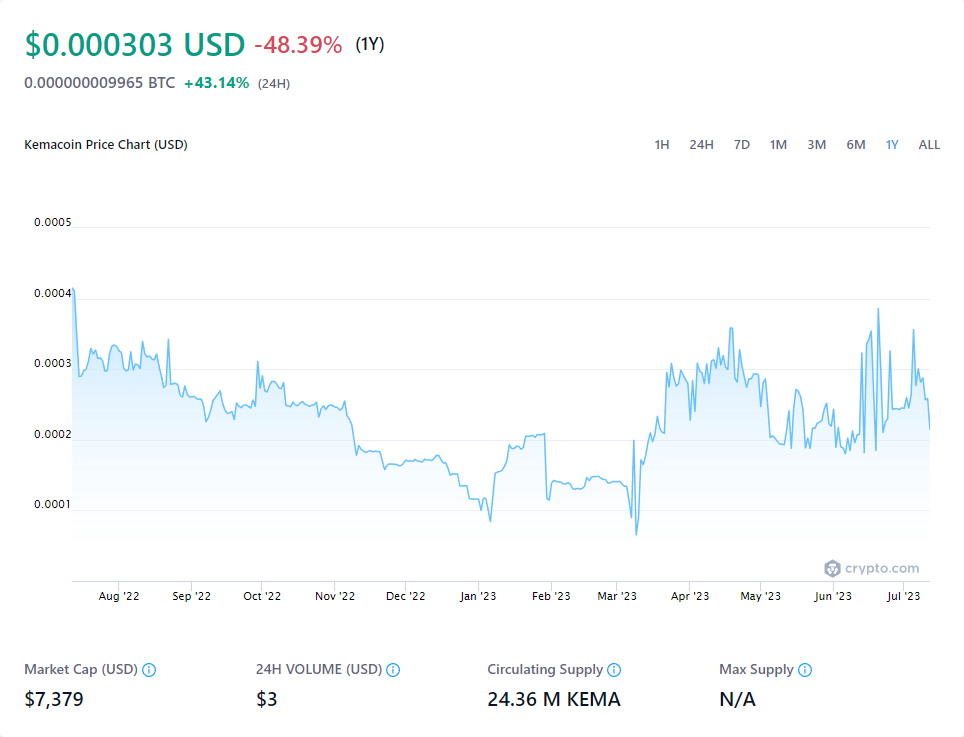 $0.000303 USD -48.39% (1Y)
0.000000009965 BTC +43.14% (24H)
Kemacoin Price Chart (USD) 1H 24H 7D 1M 3M 6M 1Y ALL
0.0005
0.0004
0.0003
0.0002
0.0001
crypto.com
Aug '22 Sep '22 Oct '22 Nov '22 Dec '22 Jan '23 Feb '23 Mar '23 Apr '23 May '23 Jun '23 Jul '23
Market Cap (USD) 24H VOLUME (USD) Circulating Supply Max Supply
$7,379 $3 24.36 M KEMA N/A